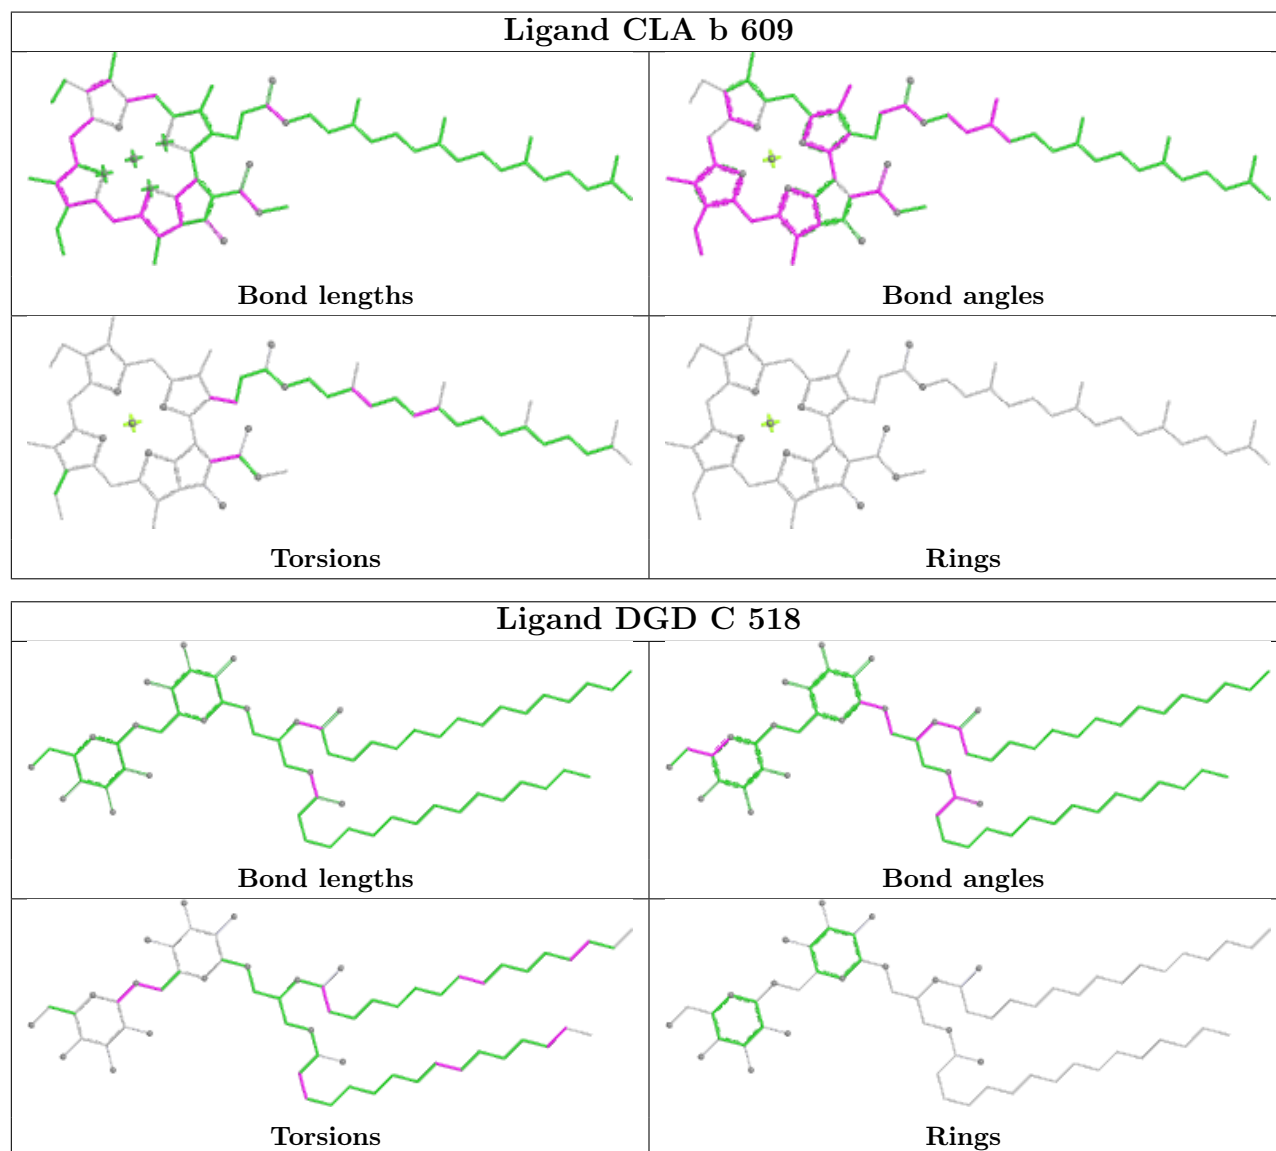 Ligand CLA b 609
Bond lengths
Bond angles
Torsions
Rings
Ligand DGD C 518
Bond lengths
Bond angles
Torsions
Rings